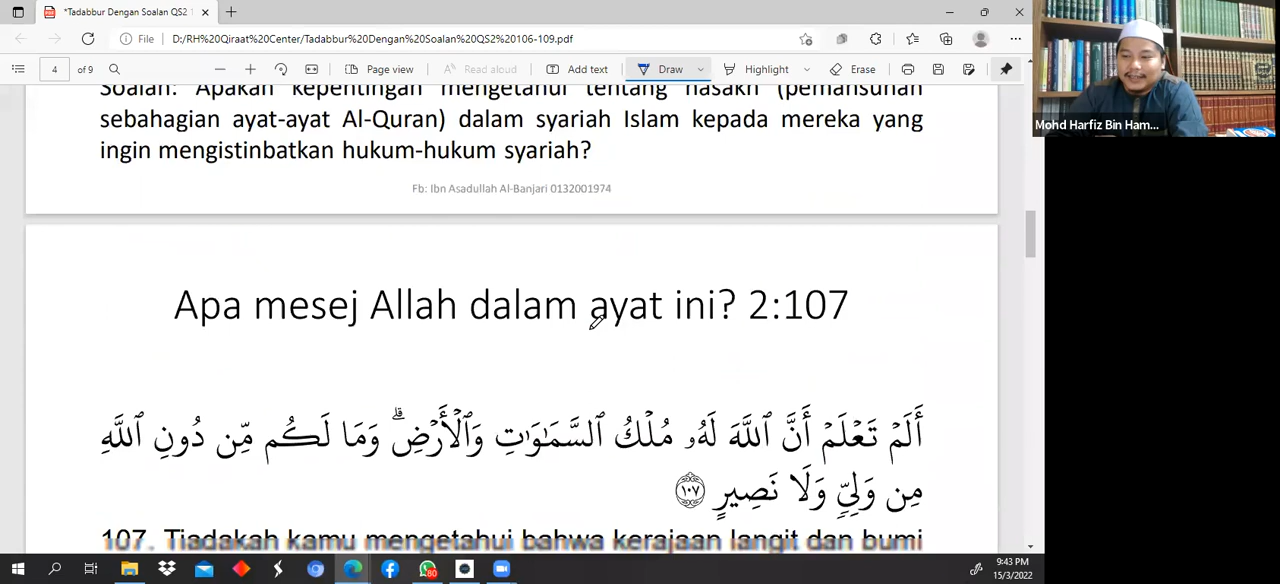 *Tadabbur Dengan Soalan QS2 1
File
D:/RH%20Qiraat%20Center/Tadabbur%20Dengan%20Soalan%20QS2%20106-109.pdf
4 of 9
Page view
Read aloud
Add text
Draw
Highlight
Erase
Mohd Harfiz Bin Ham...
Soalan: Apakah kepentingan mengetahui tentang nasakh (pemansuhan
sebahagian ayat-ayat Al-Quran) dalam syariah Islam kepada mereka yang
ingin mengistinbatkan hukum-hukum syariah?
Fb: Ibn Asadullah Al-Banjari 0132001974
Apa mesej Allah dalam ayat ini? 2:107
أَلَمۡ تَعۡلَمۡ أَنَّ ٱللَّهَ لَهُۥ مُلۡكُ ٱلسَّمَٰوَٰتِ وَٱلۡأَرۡضِۗ وَمَا لَكُم مِّن دُونِ ٱللَّهِ
مِن وَلِيّٖ وَلَا نَصِيرٍ ١٠٧
107. Tiadakah kamu mengetahui bahwa kerajaan langit dan bumi
80
9:43 PM
15/3/2022